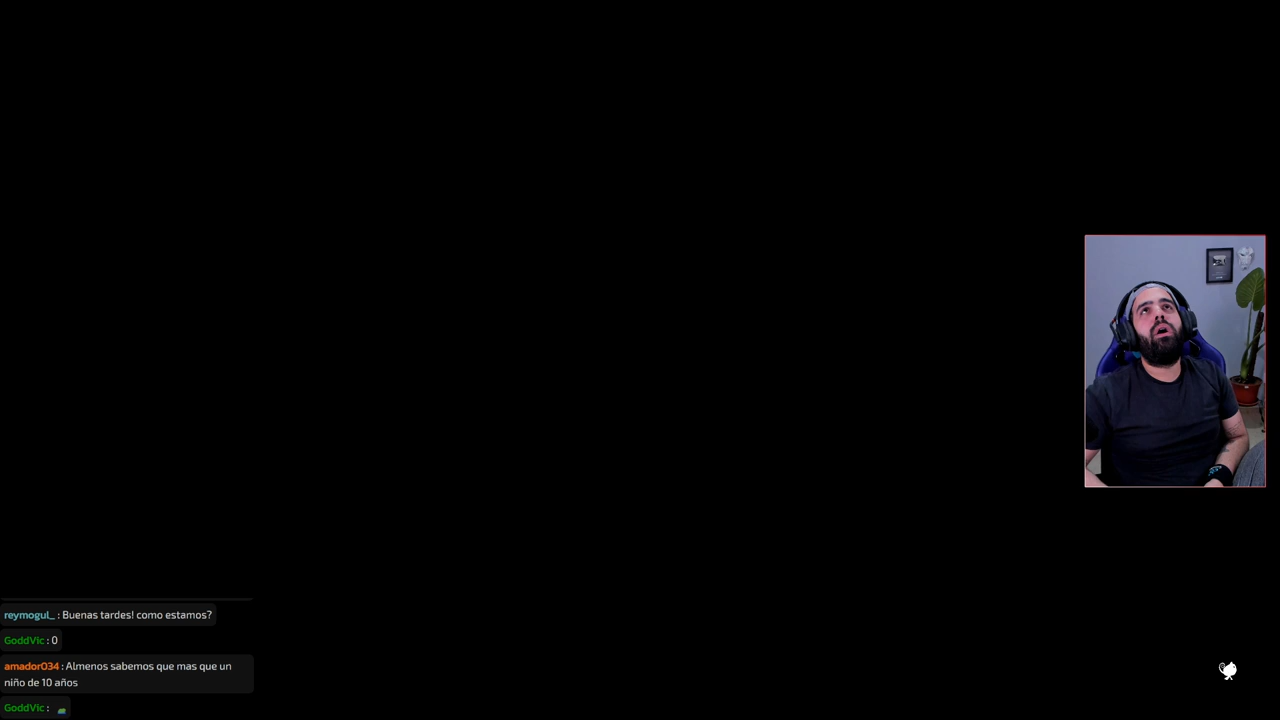 reymogul_ : Buenas tardes! como estamos?
GoddVic : 0
amador034 : Almenos sabemos que mas que un
niño de 10 años
GoddVic :